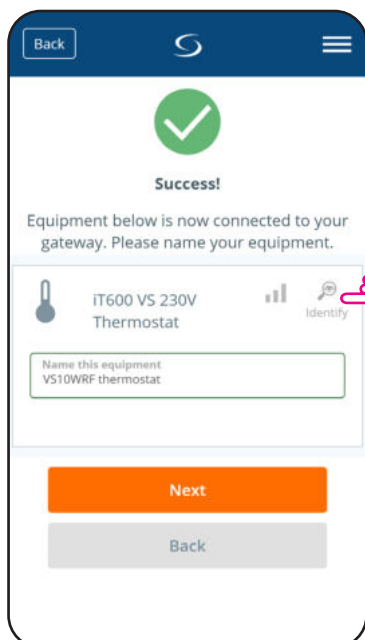 Back
Success!
Equipment below is now connected to your
gateway. Please name your equipment.
iT600 VS 230V
Thermostat
Identify
Name this equipment
VS10WRF thermostat
Next
Back